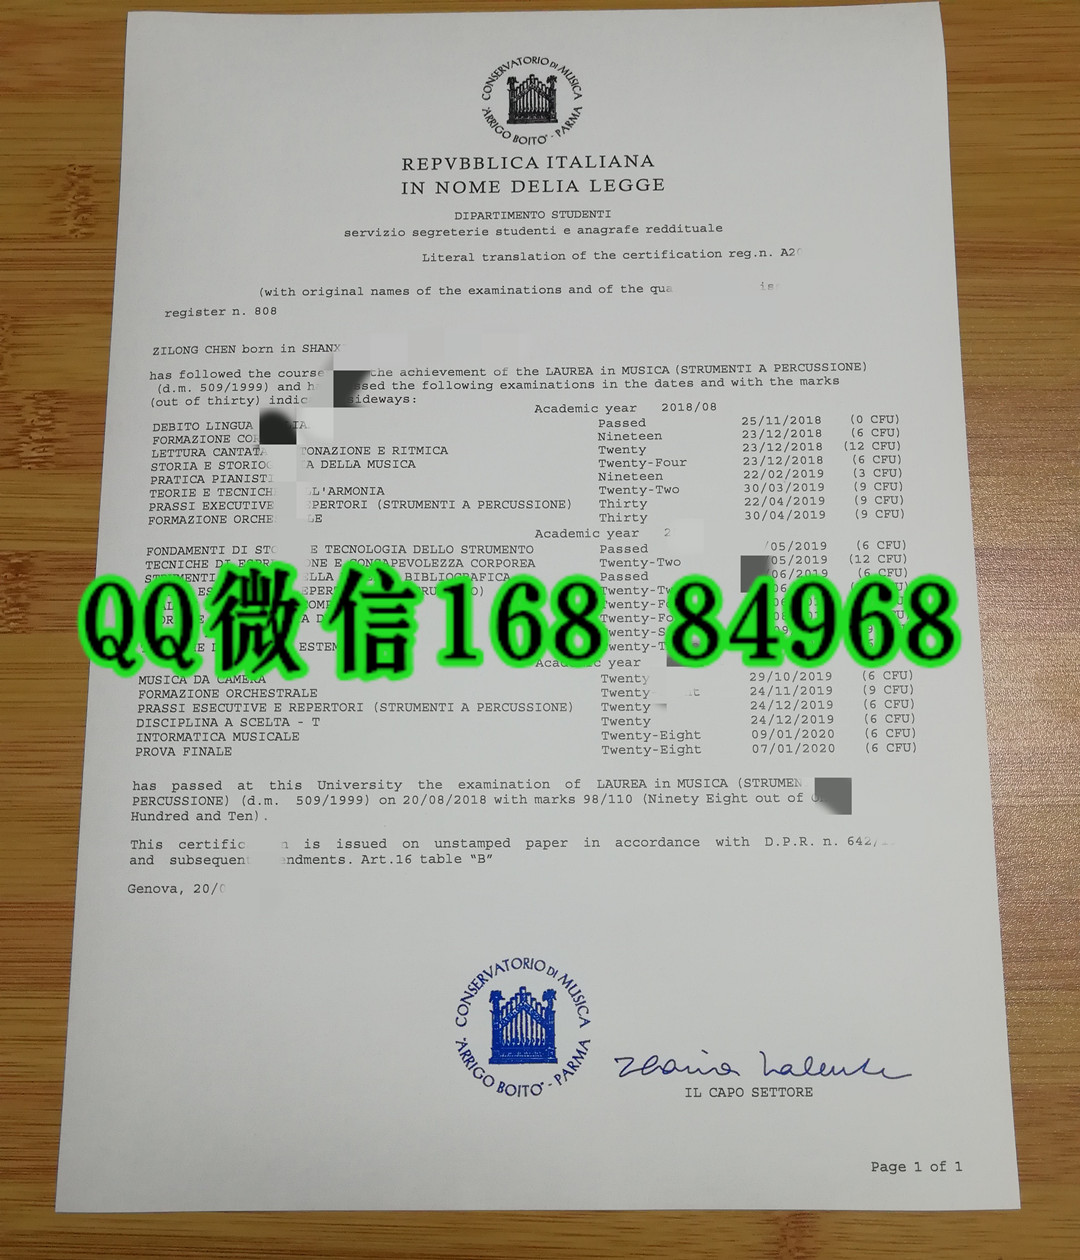 CONSERVATORIO DI MUSICA
"ARRIGO BOITO" - PARMA
REPVBBLICA ITALIANA
IN NOME DELIA LEGGE
DIPARTIMENTO STUDENTI
servizio segreterie studenti e anagrafe reddituale
Literal translation of the certification reg.n. A2
(with original names of the examinations and of the
register n. 808
ZILONG CHEN born in SHANX
has followed the course the achievement of the LAUREA in MUSICA (STRUMENTI A PERCUSSIONE)
(d.m. 509/1999) and the following examinations in the dates and with the marks
(out of thirty) sideways:
Academic year 2018/08
DEBITO LINGUA Passed 25/11/2018 (0 CFU)
FORMAZIONE Nineteen 23/12/2018 (6 CFU)
LETTURA CANTATA TONAZIONE E RITMICA Twenty 23/12/2018 (12 CFU)
STORIA E DELLA MUSICA Twenty-Four 23/12/2018 (6 CFU)
PRATICA PIANISTI Nineteen 22/02/2019 (3 CFU)
TEORIE E TECNICH LL'ARMONIA Twenty-Two 30/03/2019 (9 CFU)
PRASSI EXECUTIVE PERTORI (STRUMENTI A PERCUSSIONE) Thirty 22/04/2019 (9 CFU)
FORMAZIONE ORCHE LE Thirty 30/04/2019 (9 CFU)
Academic year 2
FONDAMENTI DI E TECNOLOGIA DELLO STRUMENTO Passed /05/2019 (6 CFU)
TECNICHE DI ONE E CONSAPEVOLEZZA CORPOREA Twenty-Two 05/2019 (12 CFU)
BIBLIOGRAFICA Passed 06/2019 (6 CFU)
QQ微信168 84968
Academic year
MUSICA DA CAMERA Twenty 29/10/2019 (6 CFU)
FORMAZIONE ORCHESTRALE Twenty 24/11/2019 (9 CFU)
PRASSI ESECUTIVE E REPERTORI (STRUMENTI A PERCUSSIONE) Twenty 24/12/2019 (6 CFU)
DISCIPLINA A SCELTA - T Twenty 24/12/2019 (6 CFU)
INFORMATICA MUSICALE Twenty-Eight 09/01/2020 (6 CFU)
PROVA FINALE Twenty-Eight 07/01/2020 (6 CFU)
has passed at this University the examination of LAUREA in MUSICA (STRUMEN
PERCUSSIONE) (d.m. 509/1999) on 20/08/2018 with marks 98/110 (Ninety Eight out of
Hundred and Ten).
This certific n is issued on unstamped paper in accordance with D.P.R. n. 642/
and subsequent endments. Art.16 table "B"
Genova, 20/
CONSERVATORIO DI MUSICA
"ARRIGO BOITO" - PARMA
IL CAPO SETTORE
Page 1 of 1